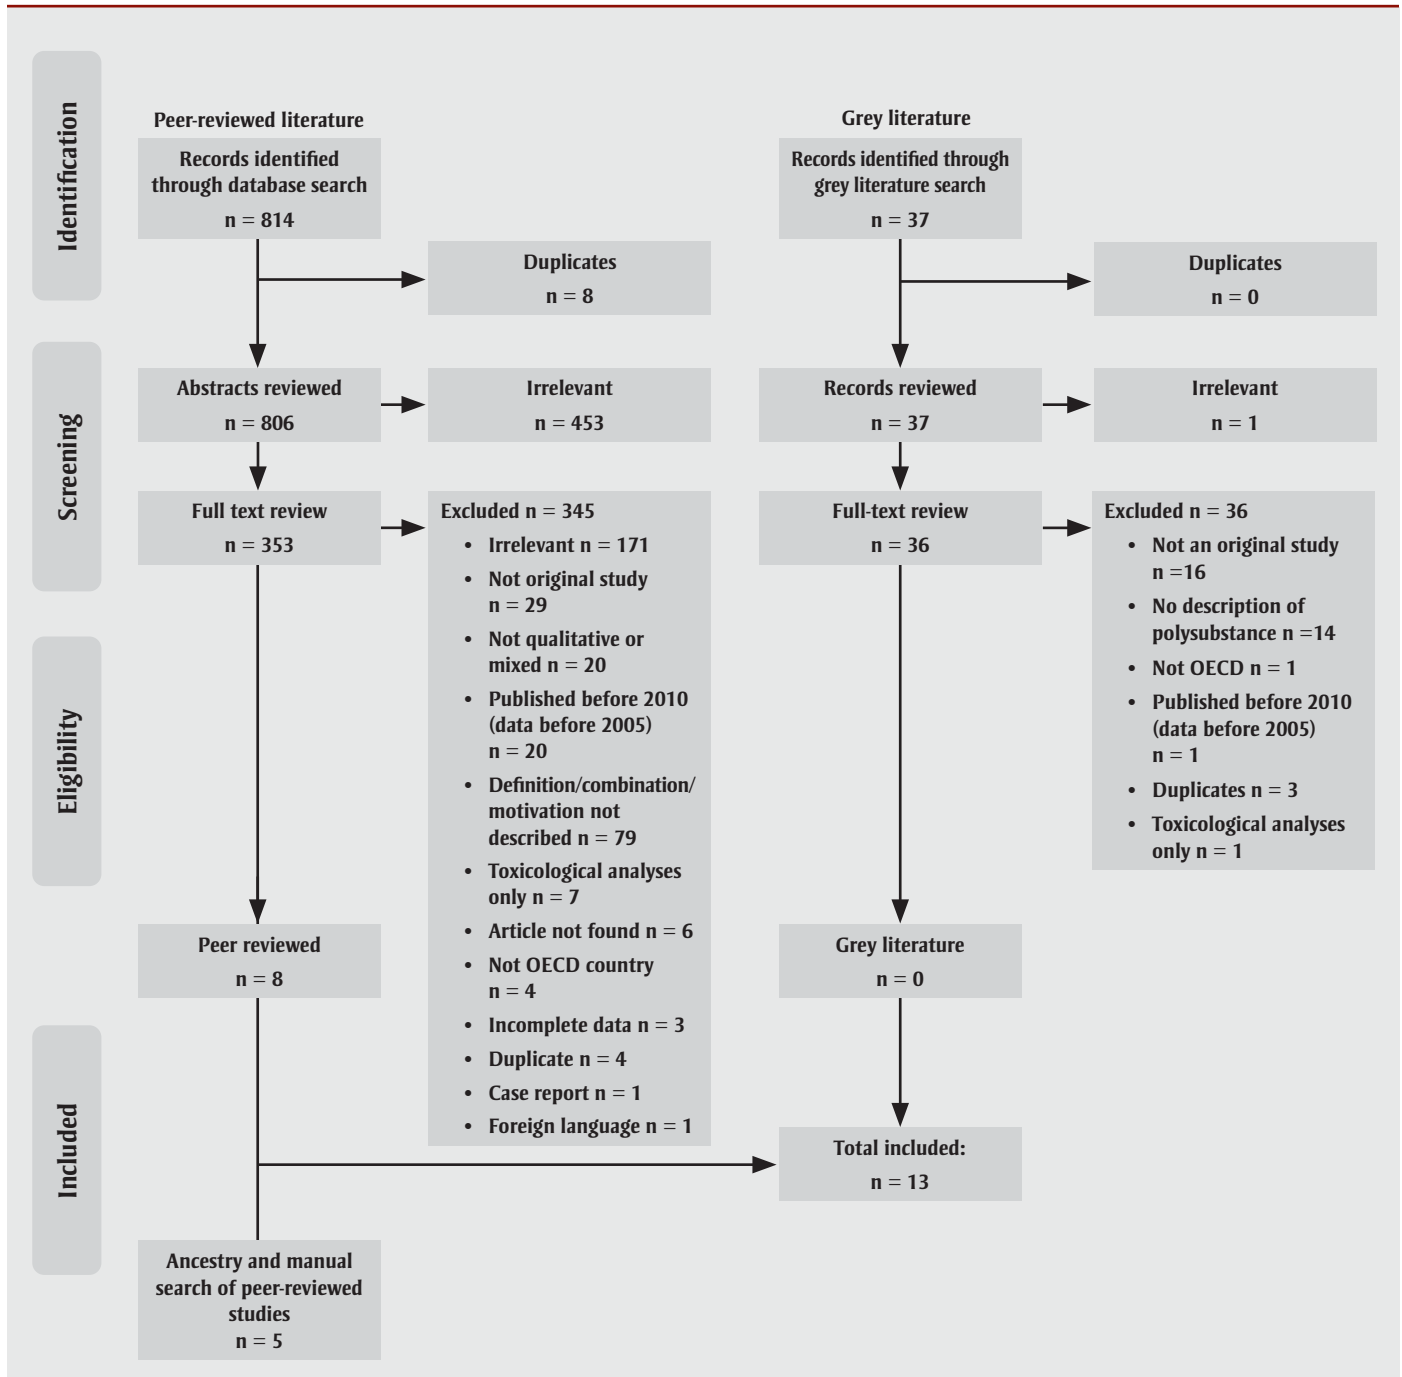 Identification
Screening
Eligibility
Included
Peer-reviewed literature
Records identified
through database search
n = 814
Duplicates
n = 8
Abstracts reviewed
n = 806
Irrelevant
n = 453
Full text review
n = 353
Excluded n = 345
• Irrelevant n = 171
• Not original study
n = 29
• Not qualitative or
mixed n = 20
• Published before 2010
(data before 2005)
n = 20
• Definition/combination/
motivation not
described n = 79
• Toxicological analyses
only n = 7
• Article not found n = 6
• Not OECD country
n = 4
• Incomplete data n = 3
• Duplicate n = 4
• Case report n = 1
• Foreign language n = 1
Peer reviewed
n = 8
Ancestry and manual
search of peer-reviewed
studies
n = 5
Grey literature
Records identified through
grey literature search
n = 37
Duplicates
n = 0
Records reviewed
n = 37
Irrelevant
n = 1
Full-text review
n = 36
Excluded n = 36
• Not an original study
n =16
• No description of
polysubstance n =14
• Not OECD n = 1
• Published before 2010
(data before 2005)
n = 1
• Duplicates n = 3
• Toxicological analyses
only n = 1
Grey literature
n = 0
Total included:
n = 13